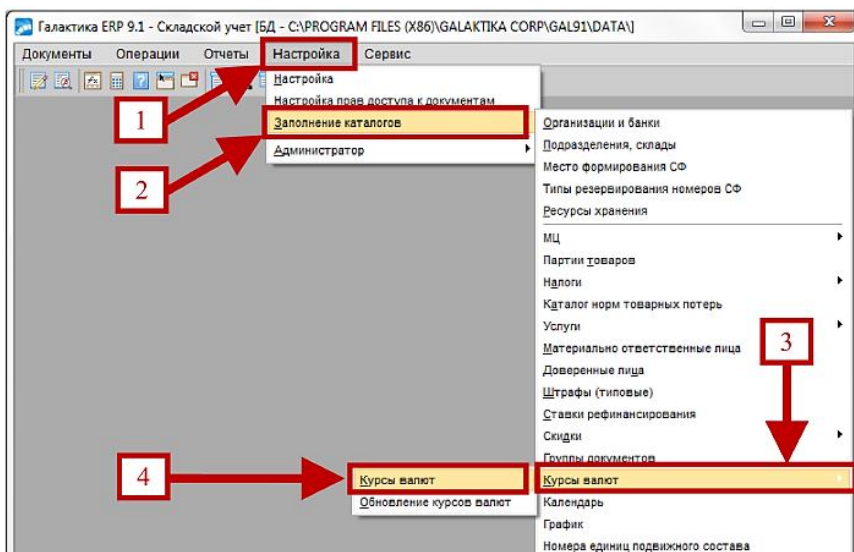 Галактика ERP 9.1 - Складской учет [БД - C:\PROGRAM FILES (X86)\GALAKTIKA CORP\GAL91\DATA\]
Документы Операции Отчеты Настройка Сервис
Настройка
Настройка прав доступа к документам
1
Заполнение каталогов
Администратор
2
Организации и банки
Подразделения, склады
Место формирования СФ
Типы резервирования номеров СФ
Ресурсы хранения
МЦ
Партии товаров
Налоги
Каталог норм товарных потерь
Услуги
Материально ответственные лица
3
Доверенные лица
Штрафы (типовые)
Ставки рефинансирования
Скидки
Группы документов
4
Курсы валют
Курсы валют
Обновление курсов валют
Календарь
График
Номера единиц подвижного состава